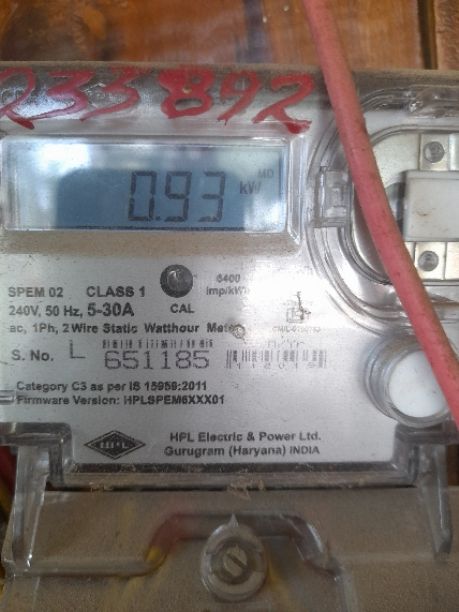 233892
0.93 kW MD
SPEM 02 CLASS 1
6400 imp/kWh
240V, 50 Hz, 5-30A
CAL
ac, 1Ph, 2 Wire Static Watthour Meter
S. No. L 651185
Category C3 as per IS 15959:2011
Firmware Version: HPLSPEM6XXX01
HPL
HPL Electric & Power Ltd.
Gurugram (Haryana) INDIA